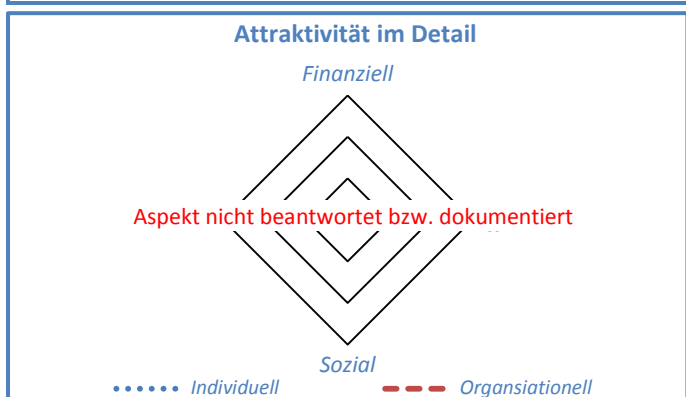 Attraktivität im Detail
Finanziell
Aspekt nicht beantwortet bzw. dokumentiert
Sozial
Individuell Organsiationell